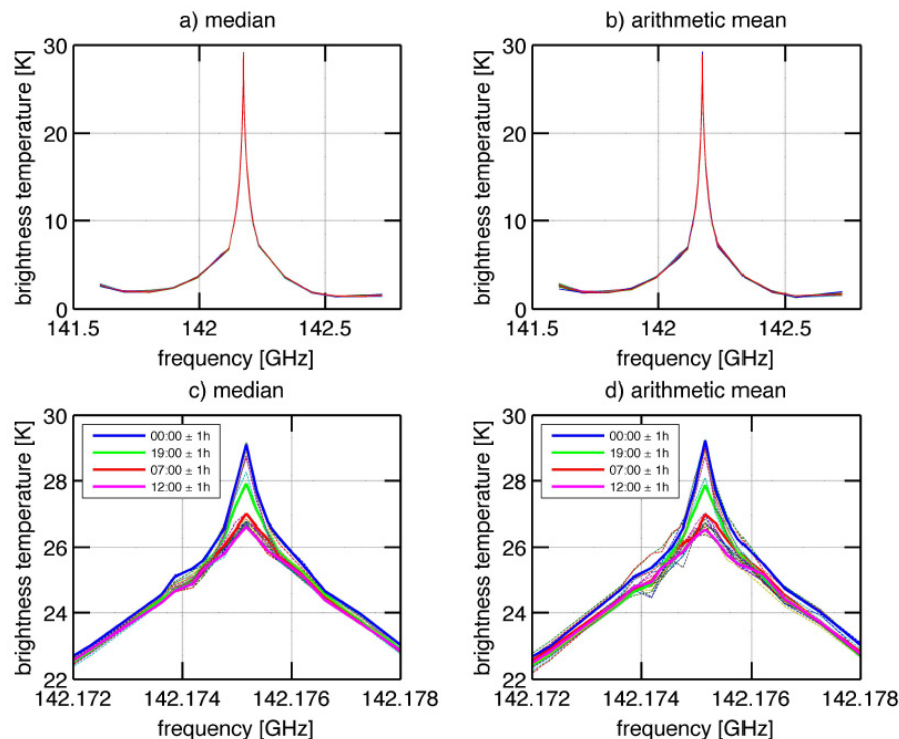 a) median
brightness temperature [K]
30
20
10
0
141.5
142
142.5
frequency [GHz]
b) arithmetic mean
brightness temperature [K]
30
20
10
0
141.5
142
142.5
frequency [GHz]
c) median
brightness temperature [K]
30
28
26
24
22
00:00 ± 1h
19:00 ± 1h
07:00 ± 1h
12:00 ± 1h
142.172
142.174
142.176
142.178
frequency [GHz]
d) arithmetic mean
brightness temperature [K]
30
28
26
24
22
00:00 ± 1h
19:00 ± 1h
07:00 ± 1h
12:00 ± 1h
142.172
142.174
142.176
142.178
frequency [GHz]